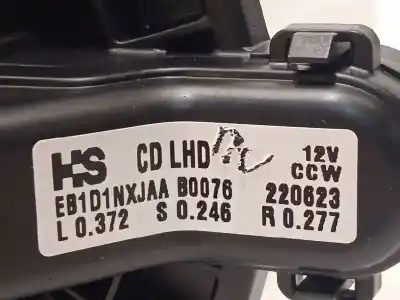 HS CD LHD 12V
CCW
EB1D1NXJAA B0076 220623
L 0.372 S 0.246 R 0.277